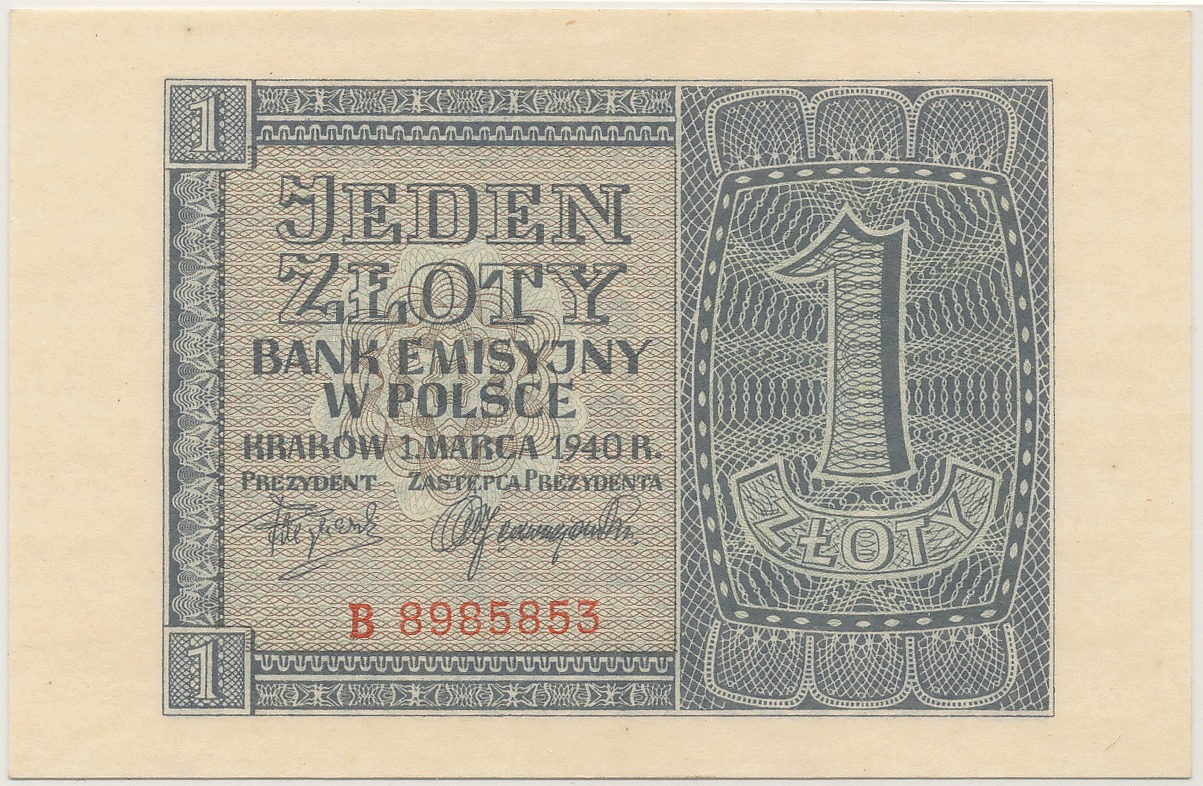 1
JEDEN
ZŁOTY
BANK EMISYJNY
W POLSCE
KRAKÓW 1. MARCA 1940 R.
PREZYDENT ZASTĘPCA PREZYDENTA
B 8985853
1
1
ZŁOTY